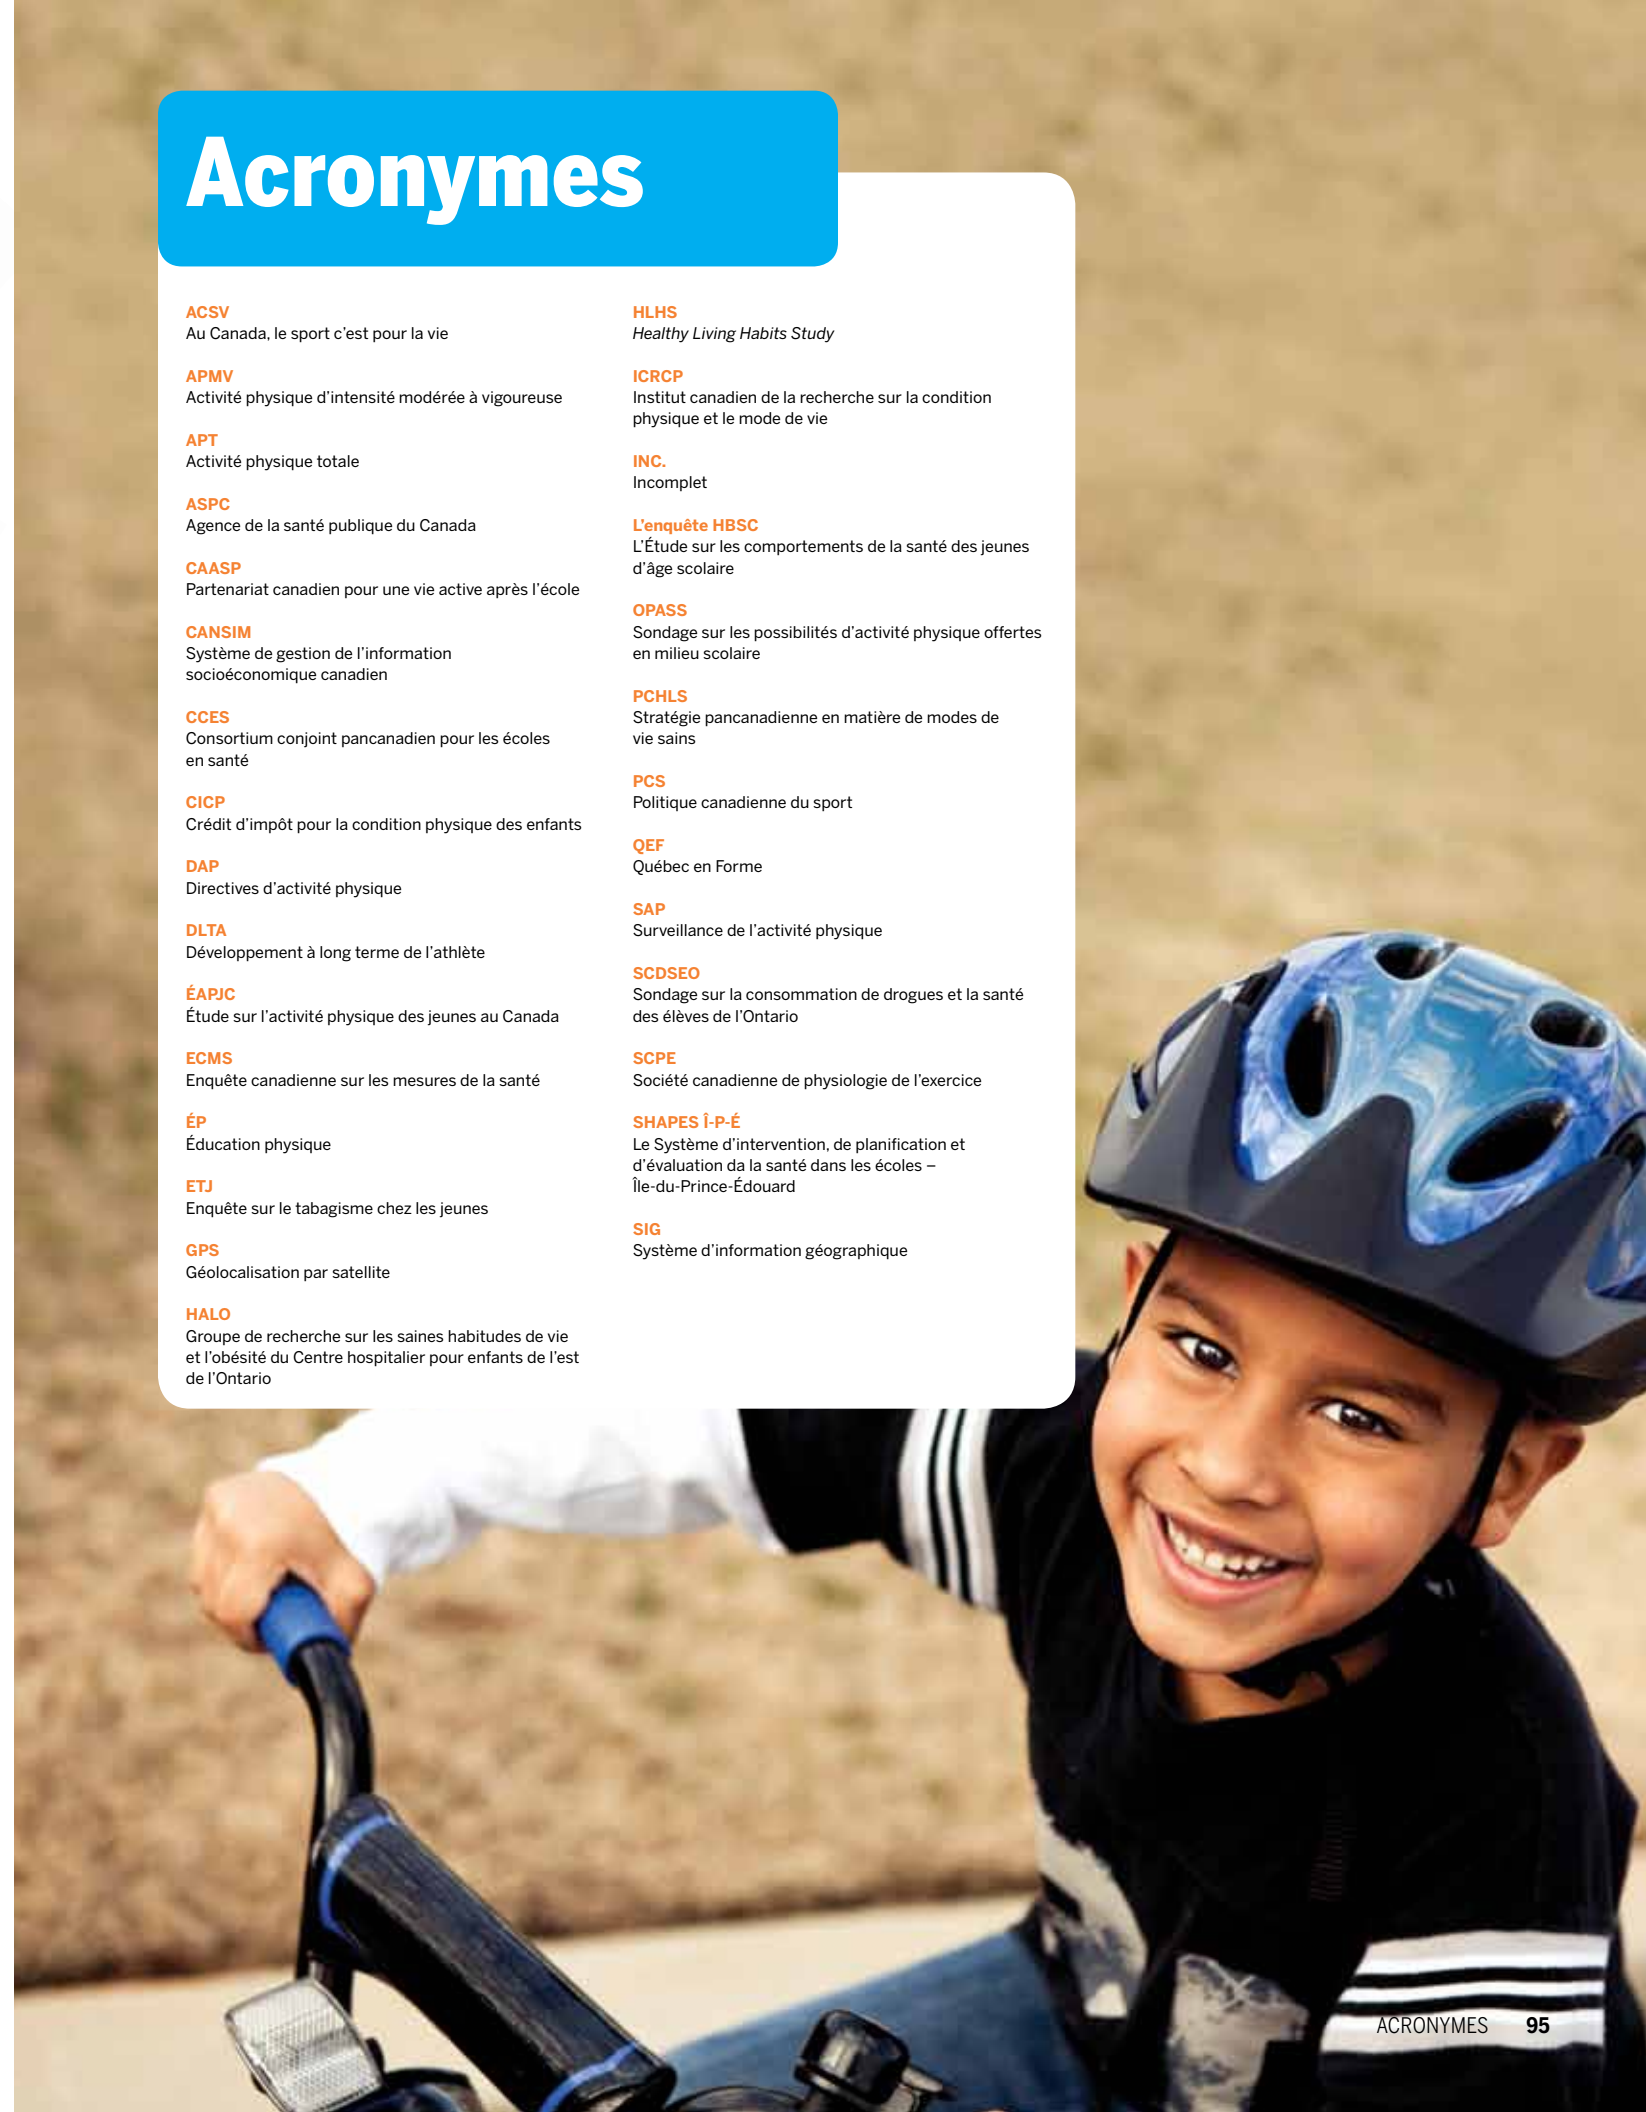 Acronymes
ACSV
Au Canada, le sport c'est pour la vie
APMV
Activité physique d'intensité modérée à vigoureuse
APT
Activité physique totale
ASPC
Agence de la santé publique du Canada
CAASP
Partenariat canadien pour une vie active après l'école
CANSIM
Système de gestion de l'information
socioéconomique canadien
CCES
Consortium conjoint pancanadien pour les écoles
en santé
CICP
Crédit d'impôt pour la condition physique des enfants
DAP
Directives d'activité physique
DLTA
Développement à long terme de l'athlète
ÉAPJC
Étude sur l'activité physique des jeunes au Canada
ECMS
Enquête canadienne sur les mesures de la santé
ÉP
Éducation physique
ETJ
Enquête sur le tabagisme chez les jeunes
GPS
Géolocalisation par satellite
HALO
Groupe de recherche sur les saines habitudes de vie
et l'obésité du Centre hospitalier pour enfants de l'est
de l'Ontario
HLHS
Healthy Living Habits Study
ICRCP
Institut canadien de la recherche sur la condition
physique et le mode de vie
INC.
Incomplet
L'enquête HBSC
L'Étude sur les comportements de la santé des jeunes
d'âge scolaire
OPASS
Sondage sur les possibilités d'activité physique offertes
en milieu scolaire
PCHLS
Stratégie pancanadienne en matière de modes de
vie sains
PCS
Politique canadienne du sport
QEF
Québec en Forme
SAP
Surveillance de l'activité physique
SCDSEO
Sondage sur la consommation de drogues et la santé
des élèves de l'Ontario
SCPE
Société canadienne de physiologie de l'exercice
SHAPES Î-P-É
Le Système d'intervention, de planification et
d'évaluation da la santé dans les écoles –
Île-du-Prince-Édouard
SIG
Système d'information géographique
ACRONYMES 95